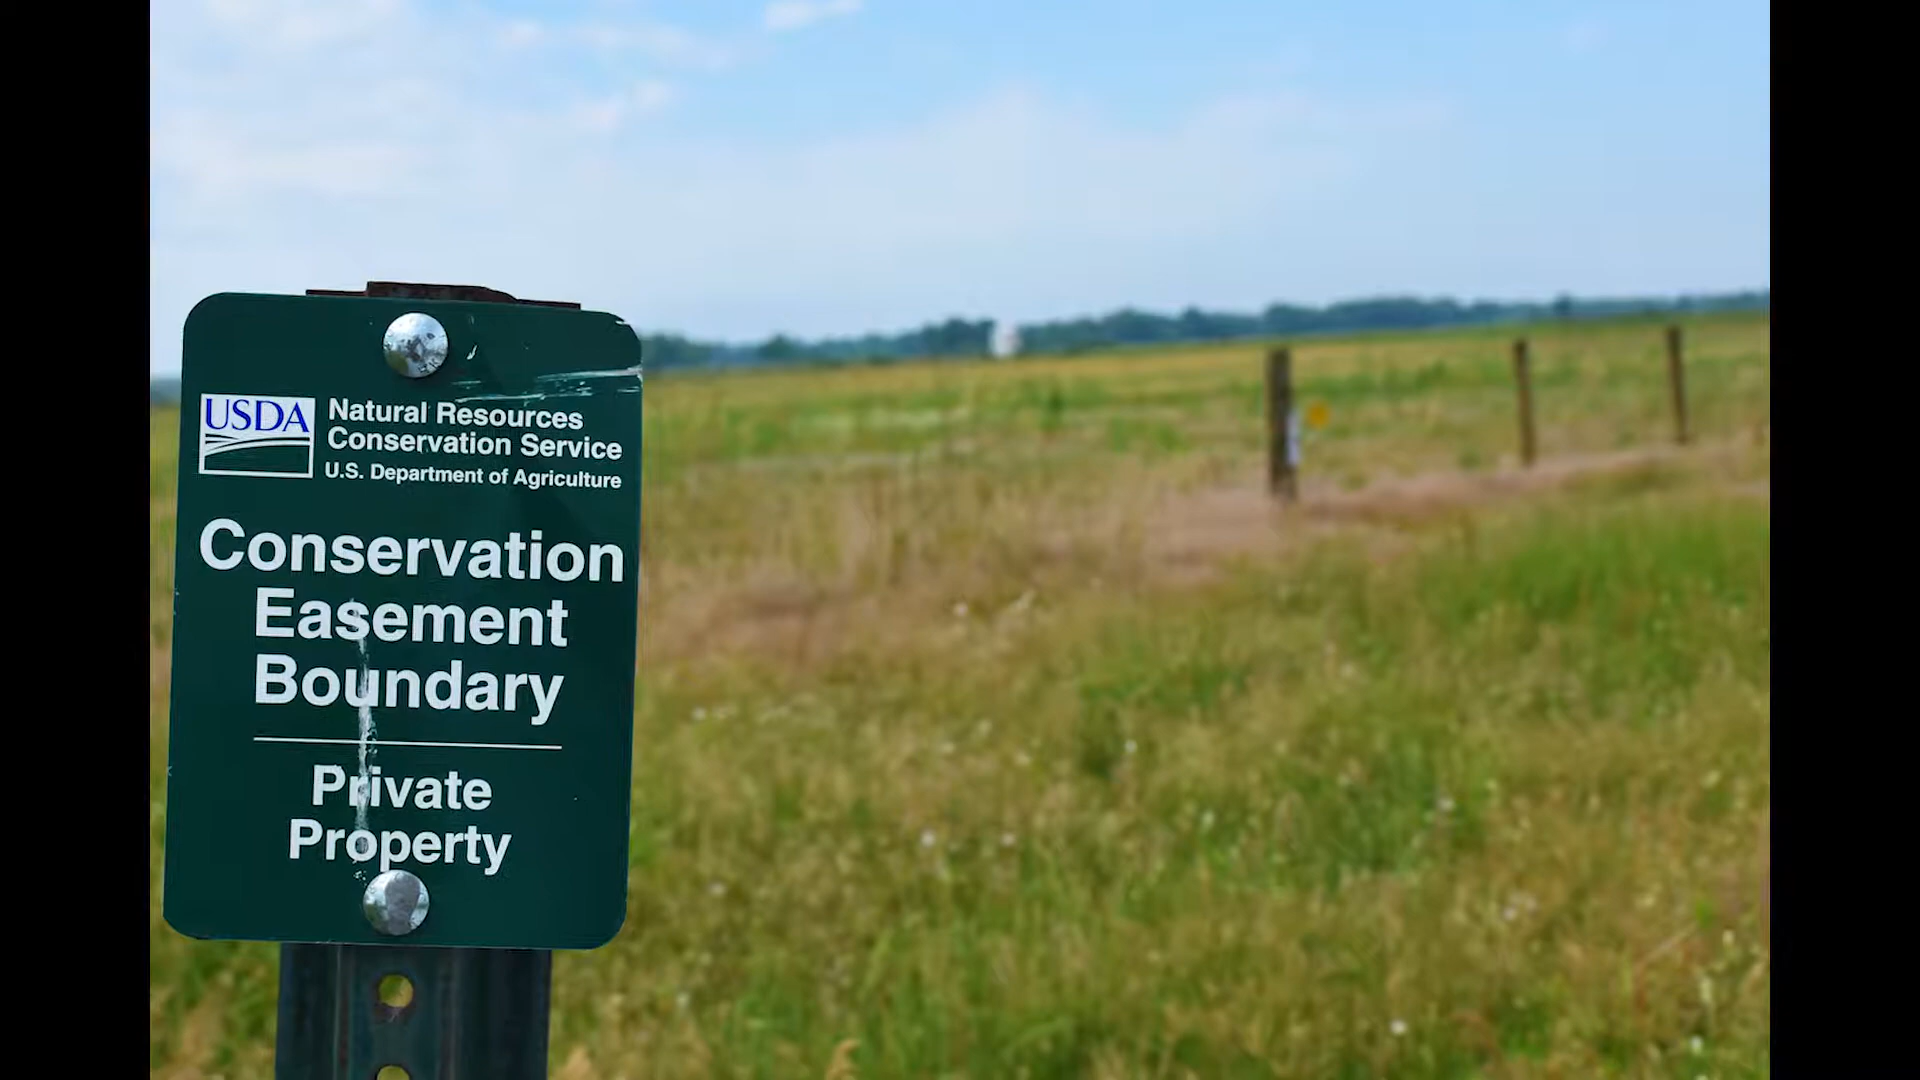 USDA
Natural Resources
Conservation Service
U.S. Department of Agriculture
Conservation
Easement
Boundary
Private
Property